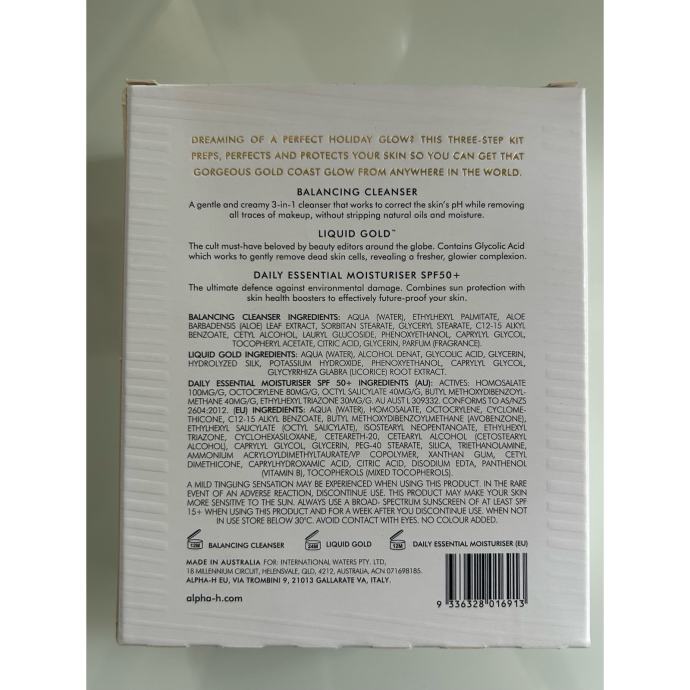 DREAMING OF A PERFECT HOLIDAY GLOW? THIS THREE-STEP KIT
PREPS, PERFECTS AND PROTECTS YOUR SKIN SO YOU CAN GET THAT
GORGEOUS GOLD COAST GLOW FROM ANYWHERE IN THE WORLD.
BALANCING CLEANSER
A gentle and creamy 3-in-1 cleanser that works to correct the skin's pH while removing
all traces of makeup, without stripping natural oils and moisture.
LIQUID GOLD™
The cult must-have beloved by beauty editors around the globe. Contains Glycolic Acid
which works to gently remove dead skin cells, revealing a fresher, glowier complexion.
DAILY ESSENTIAL MOISTURISER SPF50+
The ultimate defence against environmental damage. Combines sun protection with
skin health boosters to effectively future-proof your skin.
BALANCING CLEANSER INGREDIENTS: AQUA (WATER), ETHYLHEXYL PALMITATE, ALOE
BARBADENSIS (ALOE) LEAF EXTRACT, SORBITAN STEARATE, GLYCERYL STEARATE, C12-15 ALKYL
BENZOATE, CETYL ALCOHOL, LAURYL GLUCOSIDE, PHENOXYETHANOL, CAPRYLYL GLYCOL,
TOCOPHERYL ACETATE, CITRIC ACID, GLYCERIN, PARFUM (FRAGRANCE).
LIQUID GOLD INGREDIENTS: AQUA (WATER), ALCOHOL DENAT, GLYCOLIC ACID, GLYCERIN,
HYDROLYZED SILK, POTASSIUM HYDROXIDE, PHENOXYETHANOL, CAPRYLYL GLYCOL,
GLYCYRRHIZA GLABRA (LICORICE) ROOT EXTRACT.
DAILY ESSENTIAL MOISTURISER SPF 50+ INGREDIENTS (AU): ACTIVES: HOMOSALATE
100MG/G, OCTOCRYLENE 80MG/G, OCTYL SALICYLATE 40MG/G, BUTYL METHOXYDIBENZOYL-
METHANE 40MG/G, ETHYLHEXYL TRIAZONE 30MG/G. AU AUST L 309332. CONFORMS TO AS/NZS
2604:2012. (EU) INGREDIENTS: AQUA (WATER), HOMOSALATE, OCTOCRYLENE, CYCLOME-
THICONE, C12-15 ALKYL BENZOATE, BUTYL METHOXYDIBENZOYLMETHANE (AVOBENZONE),
ETHYLHEXYL SALICYLATE (OCTYL SALICYLATE), ISOSTEARYL NEOPENTANOATE, ETHYLHEXYL
TRIAZONE, CYCLOHEXASILOXANE, CETEARETH-20, CETEARYL ALCOHOL (CETOSTEARYL
ALCOHOL), CAPRYLYL GLYCOL, GLYCERIN, PEG-40 STEARATE, SILICA, TRIETHANOLAMINE,
AMMONIUM ACRYLOYLDIMETHYLTAURATE/VP COPOLYMER, XANTHAN GUM, CETYL
DIMETHICONE, CAPRYLHYDROXAMIC ACID, CITRIC ACID, DISODIUM EDTA, PANTHENOL
(VITAMIN B), TOCOPHEROLS (MIXED TOCOPHEROLS).
A MILD TINGLING SENSATION MAY BE EXPERIENCED WHEN USING THIS PRODUCT. IN THE RARE
EVENT OF AN ADVERSE REACTION, DISCONTINUE USE. THIS PRODUCT MAY MAKE YOUR SKIN
MORE SENSITIVE TO THE SUN. ALWAYS USE A BROAD- SPECTRUM SUNSCREEN OF AT LEAST SPF
15+ WHEN USING THIS PRODUCT AND FOR A WEEK AFTER YOU DISCONTINUE USE. WHEN NOT
IN USE STORE BELOW 30°C. AVOID CONTACT WITH EYES. NO COLOUR ADDED.
12M BALANCING CLEANSER 24M LIQUID GOLD 12M DAILY ESSENTIAL MOISTURISER (EU)
MADE IN AUSTRALIA FOR: INTERNATIONAL WATERS PTY. LTD,
18 MILLENNIUM CIRCUIT, HELENSVALE, QLD, 4212, AUSTRALIA, ACN 071698185.
ALPHA-H EU, VIA TROMBINI 9, 21013 GALLARATE VA, ITALY.
alpha-h.com
9 336328 016913